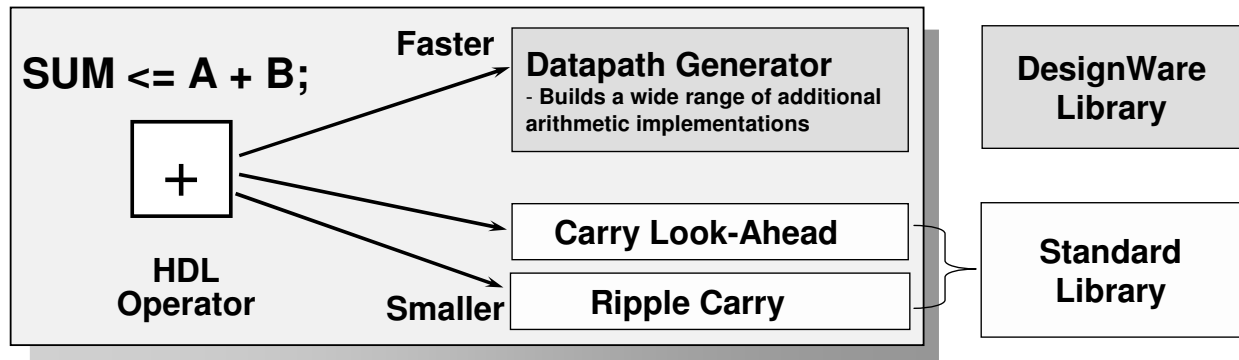 SUM <= A + B;
+
HDL
Operator
Faster
Smaller
Datapath Generator
- Builds a wide range of additional
arithmetic implementations
Carry Look-Ahead
Ripple Carry
DesignWare
Library
Standard
Library